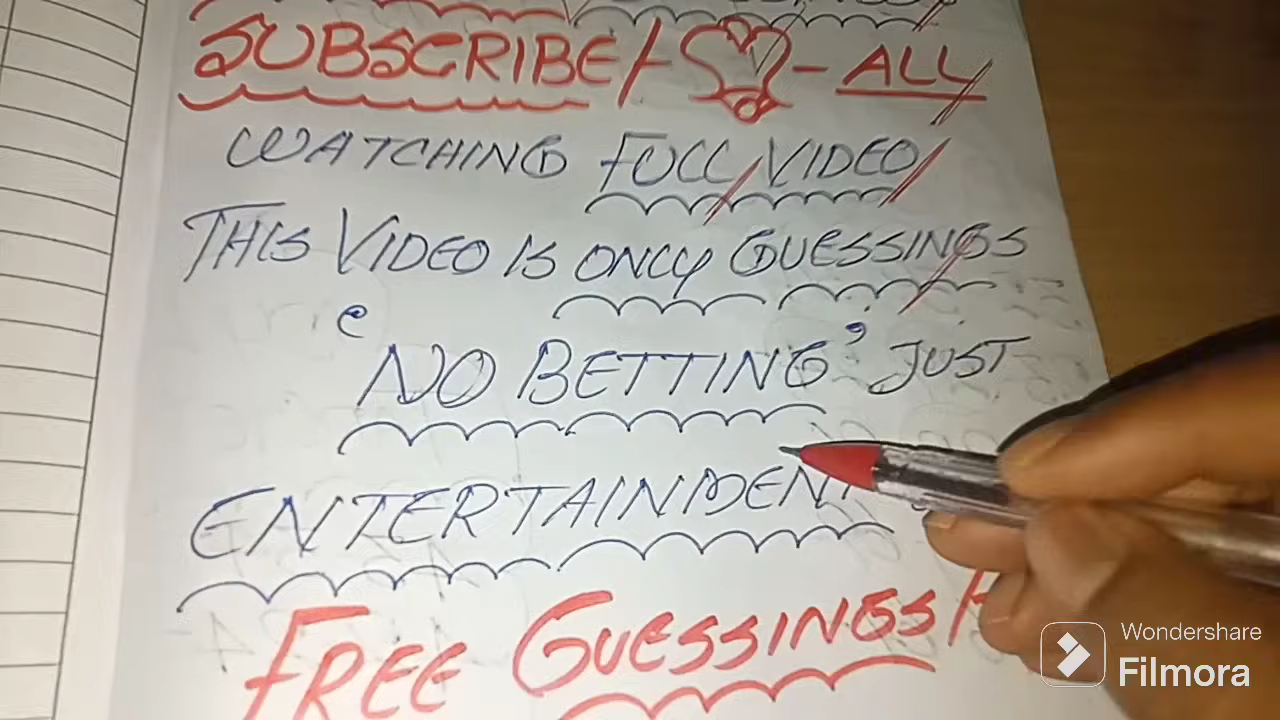 SUBSCRIBE/ - ALL
WATCHING FULL VIDEO
THIS VIDEO IS ONLY GUESSINGS
'NO BETTING' JUST
ENTERTAINMENT
FREE GUESSINGS
Wondershare
Filmora